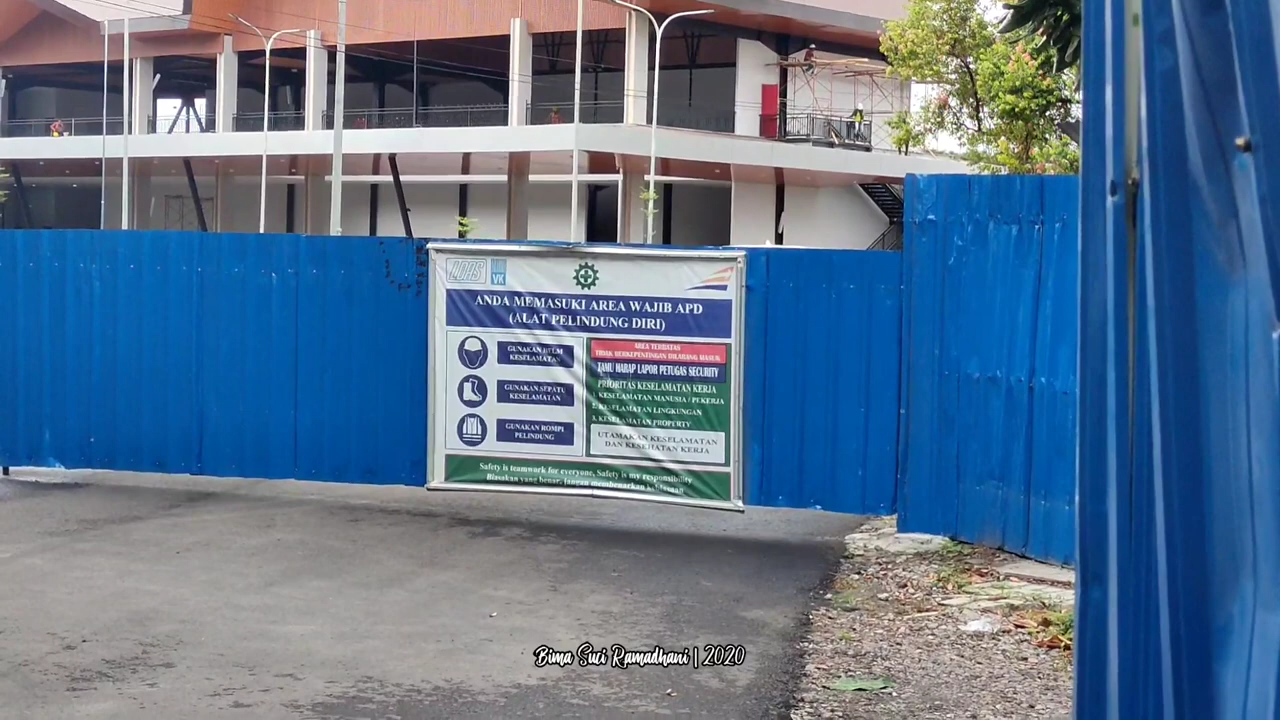 VK
ANDA MEMASUKI AREA WAJIB APD
(ALAT PELINDUNG DIRI)
GUNAKAN HELM
KESELAMATAN
GUNAKAN SEPATU
KESELAMATAN
GUNAKAN ROMPI
PELINDUNG
AREA TERBATAS
TIDAK BERKEPENTINGAN DILARANG MASUK
TAMU HARAP LAPOR PETUGAS SECURITY
PRIORITAS KESELAMATAN KERJA
KESELAMATAN MANUSIA / PEKERJA
2. KESELAMATAN LINGKUNGAN
3. KESELAMATAN PROPERTY
UTAMAKAN KESELAMATAN
DAN KESEHATAN KERJA
Safety is teamwork for everyone, Safety is my responsibility
Biasakan yang benar, jangan membenarkan kebiasaan
Bima Suci Ramadhani | 2020